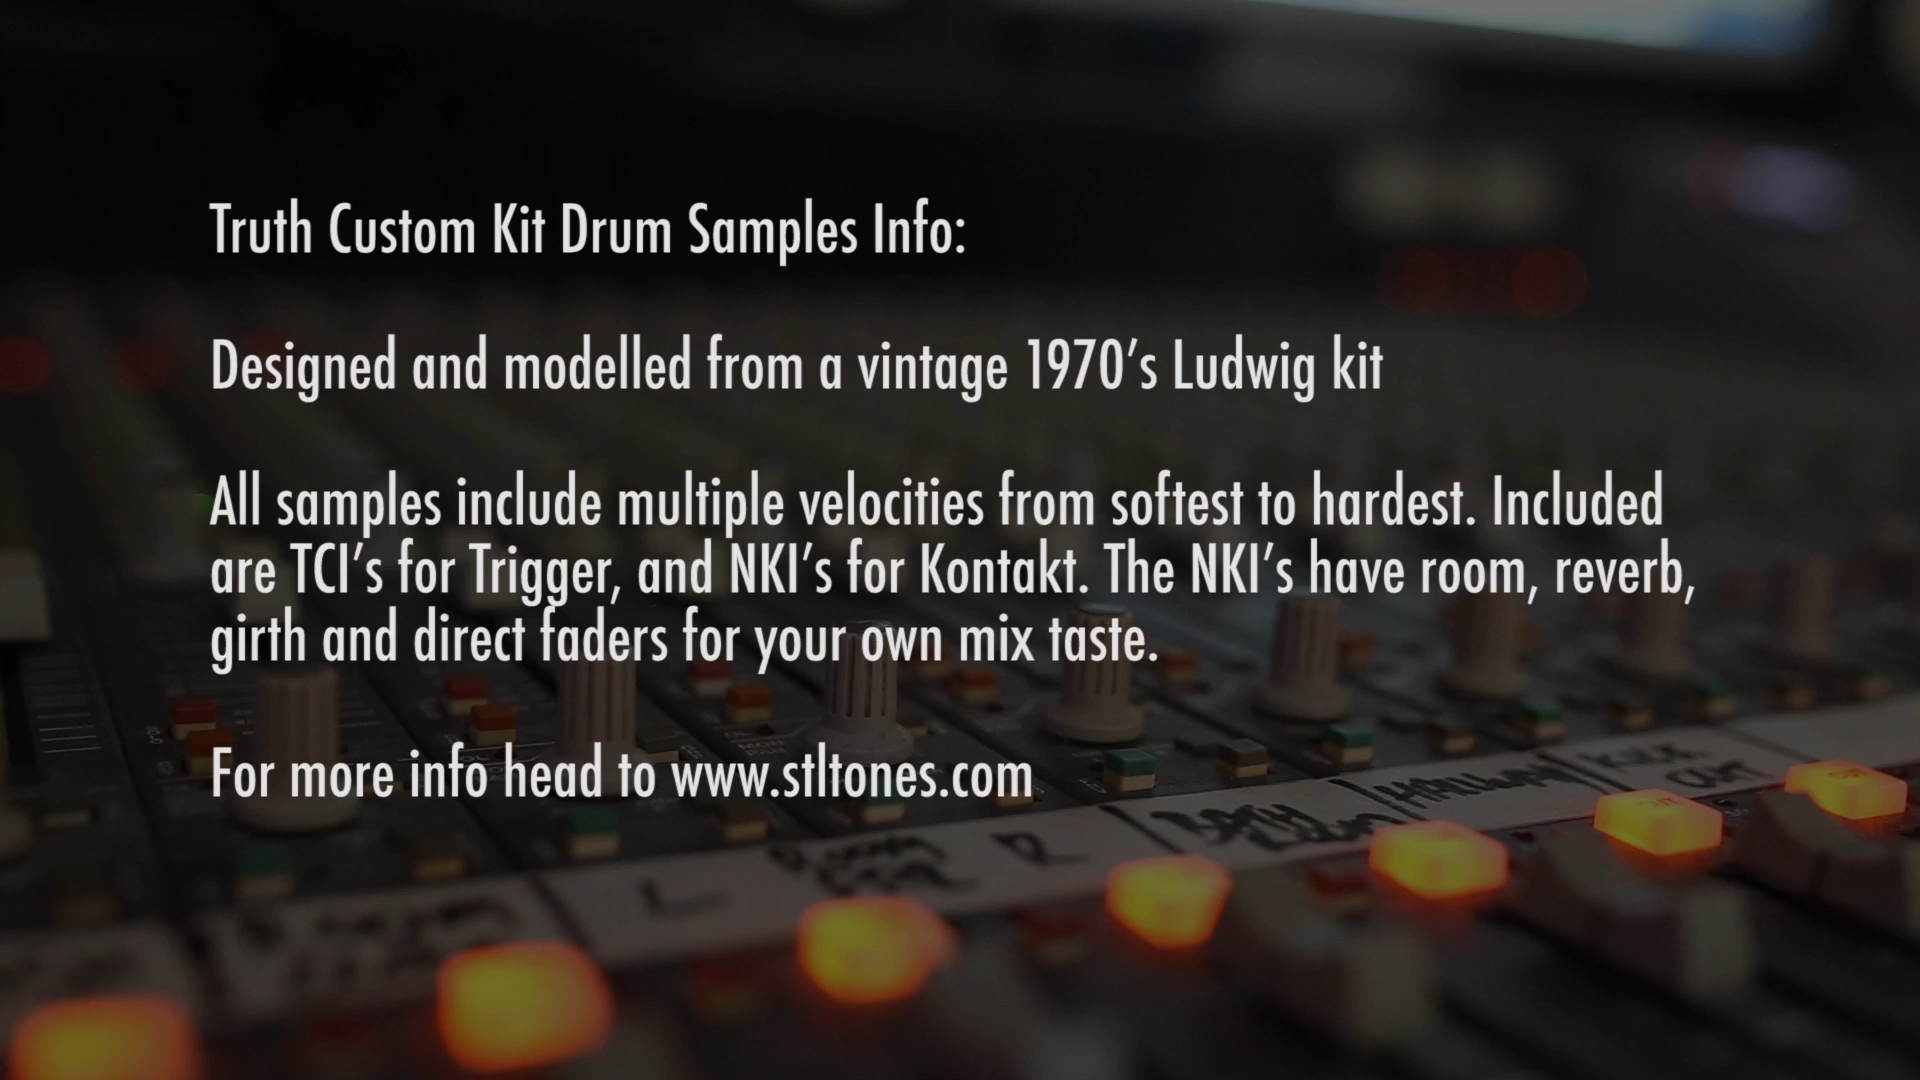 Truth Custom Kit Drum Samples Info:
Designed and modelled from a vintage 1970’s Ludwig kit
All samples include multiple velocities from softest to hardest. Included
are TCI’s for Trigger, and NKI’s for Kontakt. The NKI’s have room, reverb,
girth and direct faders for your own mix taste.
For more info head to www.stltones.com
L
R
KICK
OUT